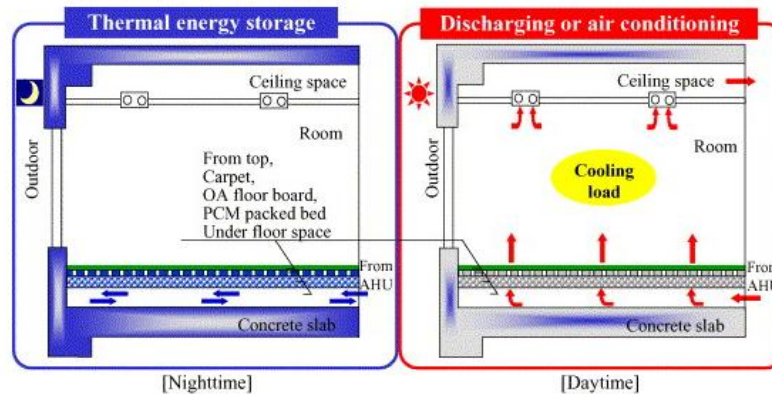 Thermal energy storage
Ceiling space
Room
Outdoor
From top,
Carpet,
OA floor board,
PCM packed bed
Under floor space
From
AHU
Concrete slab
[Nighttime]
Discharging or air conditioning
Ceiling space
Room
Outdoor
Cooling
load
From
AHU
Concrete slab
[Daytime]